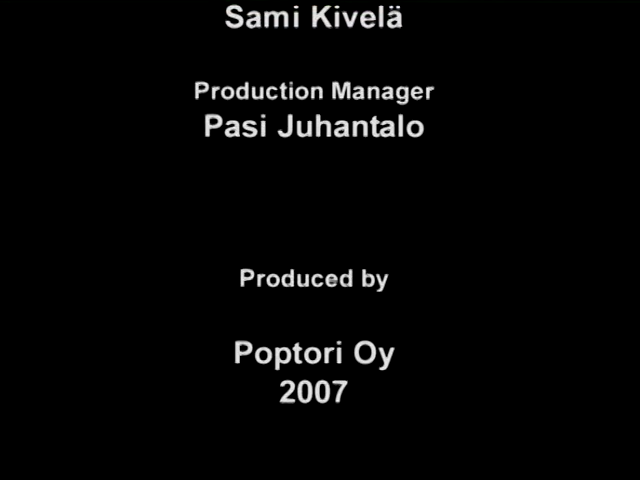 Sami Kivelä
Production Manager
Pasi Juhantalo
Produced by
Poptori Oy
2007